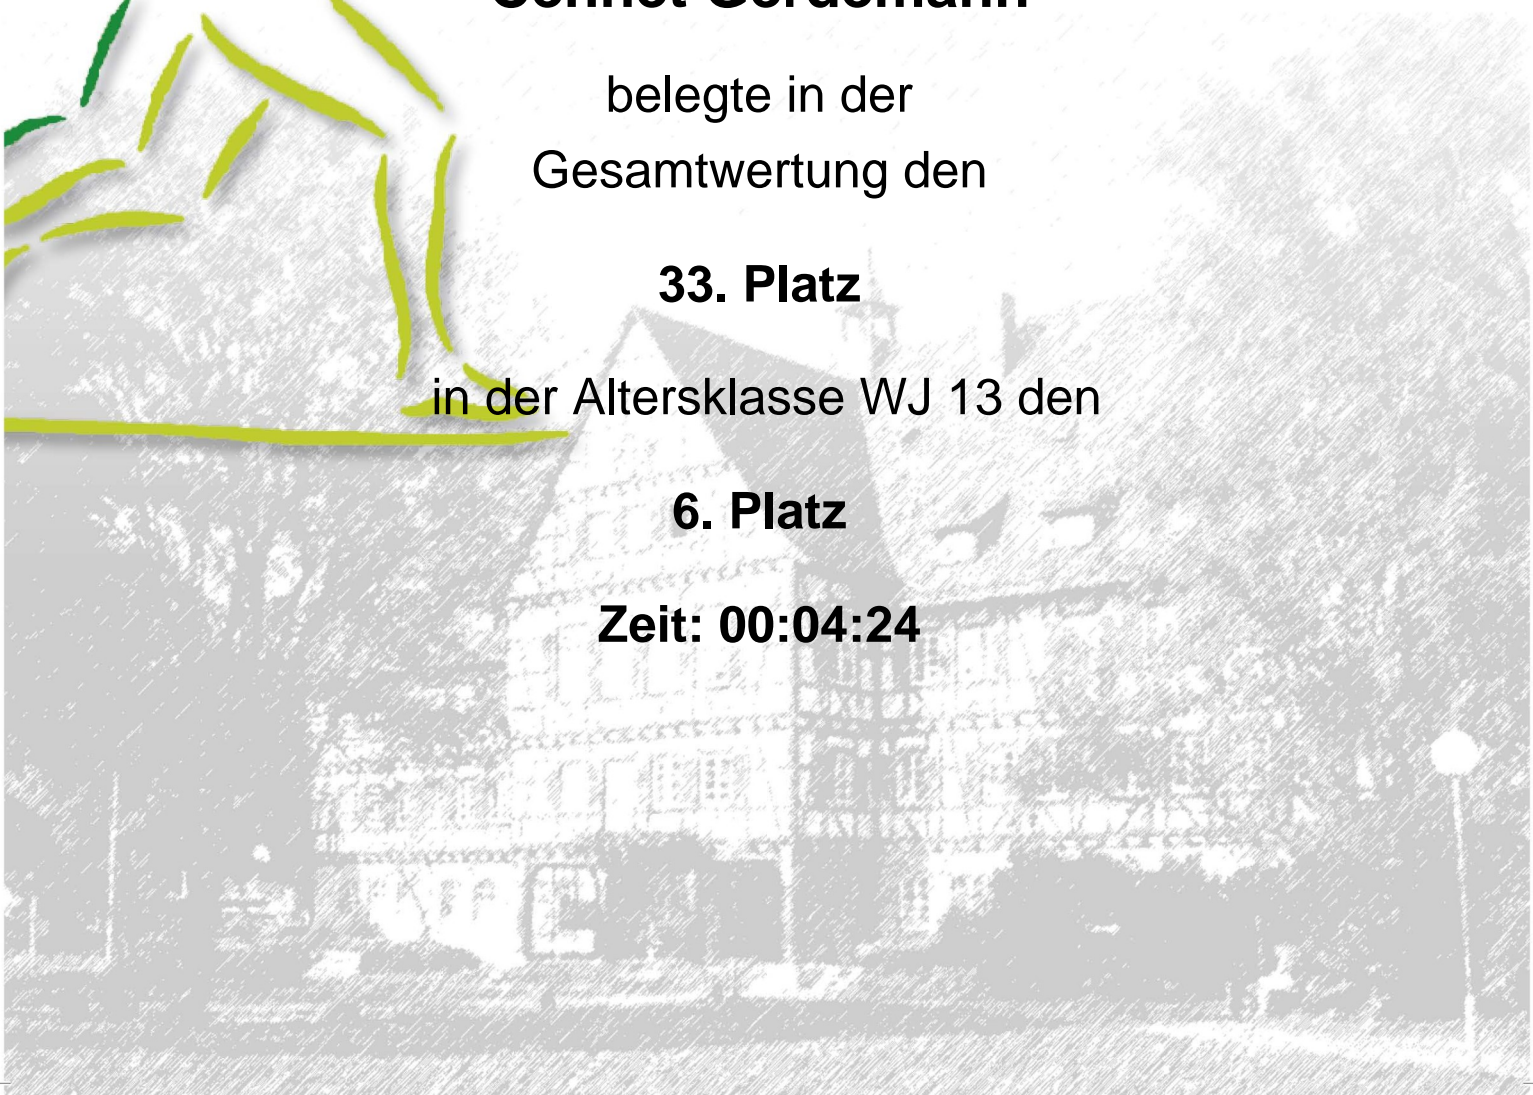 belegte in der
Gesamtwertung den
33. Platz
in der Altersklasse WJ 13 den
6. Platz
Zeit: 00:04:24